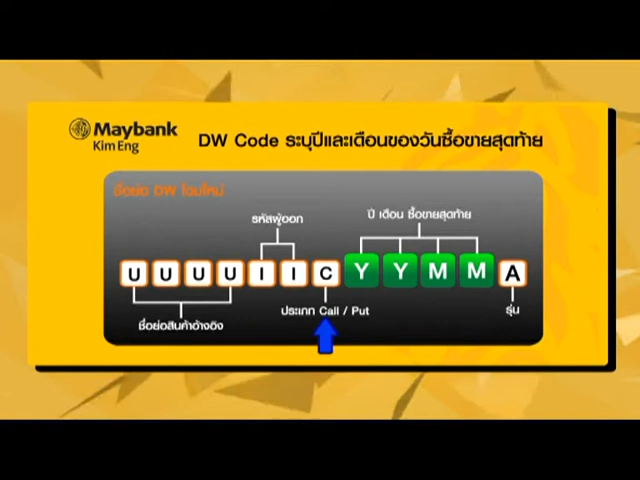 Maybank
Kim Eng
DW Code ระบุปีและเดือนของวันซื้อขายสุดท้าย
ชื่อย่อ DW โฉมใหม่
รหัสผู้ออก
ปี เดือน ซื้อขายสุดท้าย
U U U U I I C Y Y M M A
ชื่อย่อสินค้าอ้างอิง
ประเภท Call / Put
รุ่น